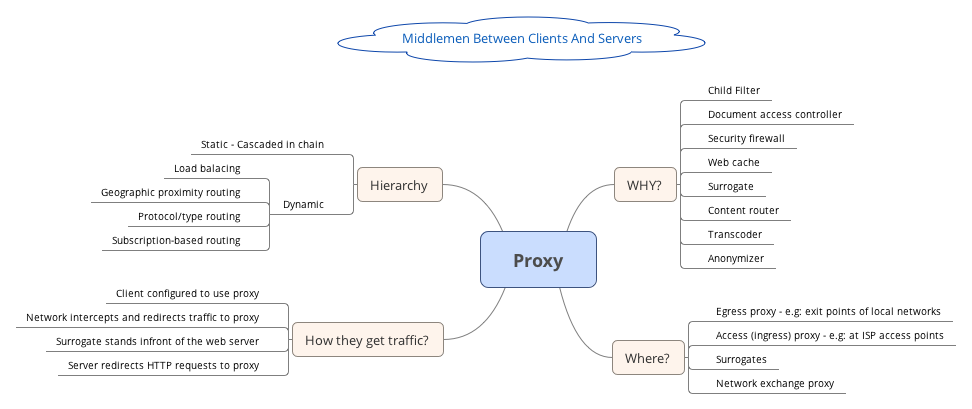 Middlemen Between Clients And Servers
Proxy
WHY?
Child Filter
Document access controller
Security firewall
Web cache
Surrogate
Content router
Transcoder
Anonymizer
Where?
Egress proxy - e.g: exit points of local networks
Access (ingress) proxy - e.g: at ISP access points
Surrogates
Network exchange proxy
Hierarchy
Static - Cascaded in chain
Dynamic
Load balacing
Geographic proximity routing
Protocol/type routing
Subscription-based routing
How they get traffic?
Client configured to use proxy
Network intercepts and redirects traffic to proxy
Surrogate stands infront of the web server
Server redirects HTTP requests to proxy